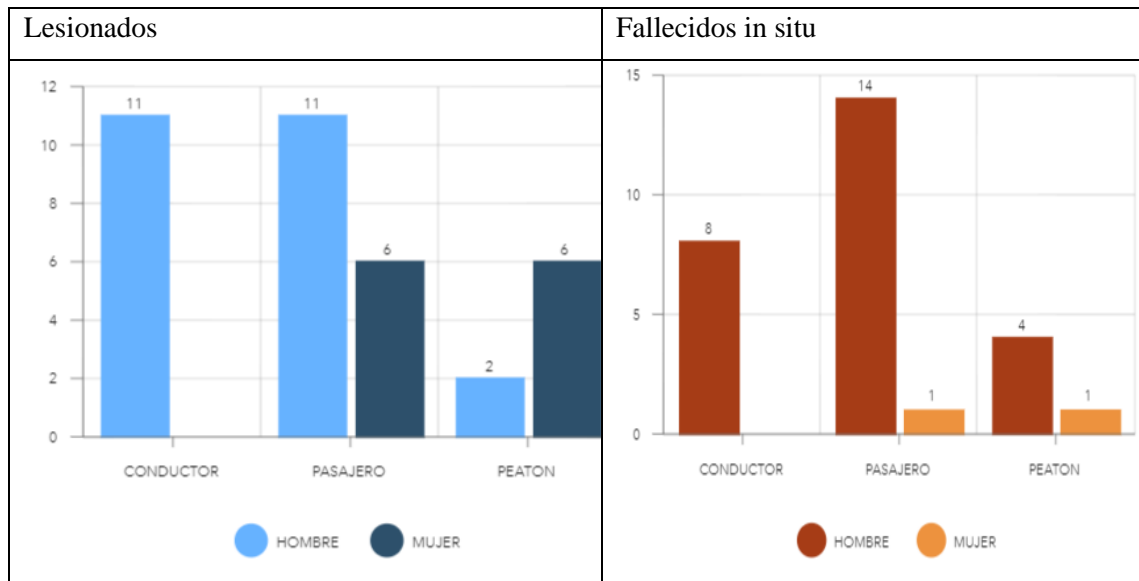 Lesionados
12
10
8
6
4
2
0
11
11
6
2
6
CONDUCTOR
PASAJERO
PEATON
HOMBRE
MUJER
Fallecidos in situ
15
10
5
0
8
14
1
4
1
CONDUCTOR
PASAJERO
PEATON
HOMBRE
MUJER